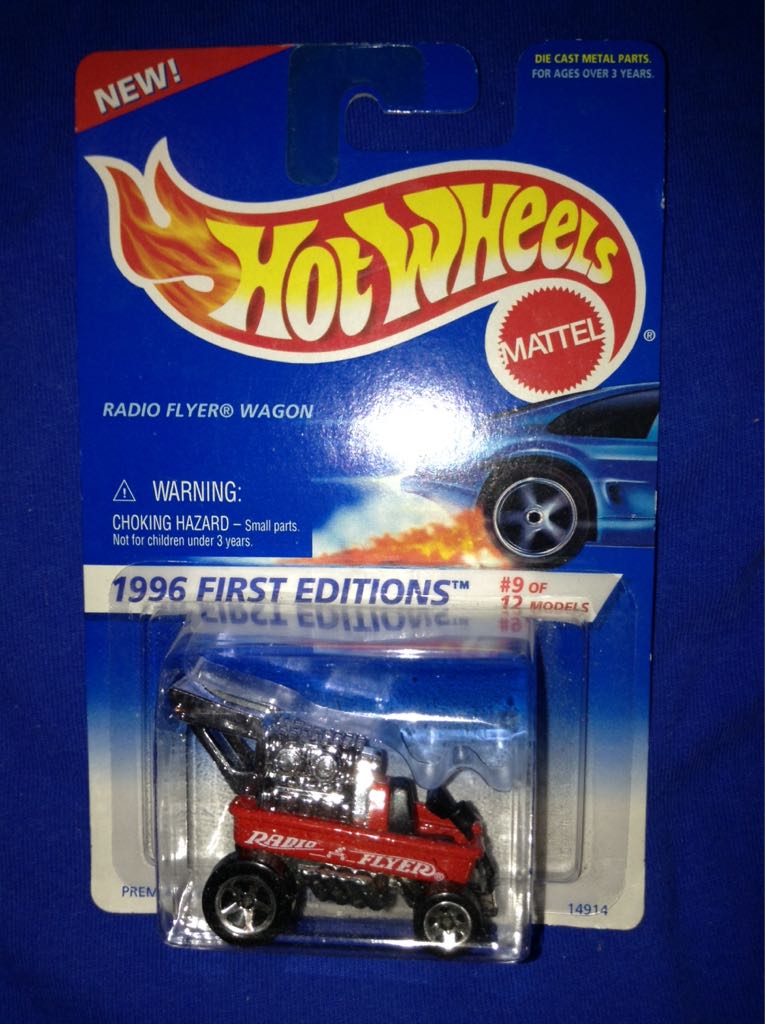 NEW!
DIE CAST METAL PARTS.
FOR AGES OVER 3 YEARS.
HOT WHEELS
MATTEL
®
RADIO FLYER® WAGON
WARNING:
CHOKING HAZARD – Small parts.
Not for children under 3 years.
1996 FIRST EDITIONS™
#9 OF
12 MODELS
RADIO FLYER®
PREM
14914